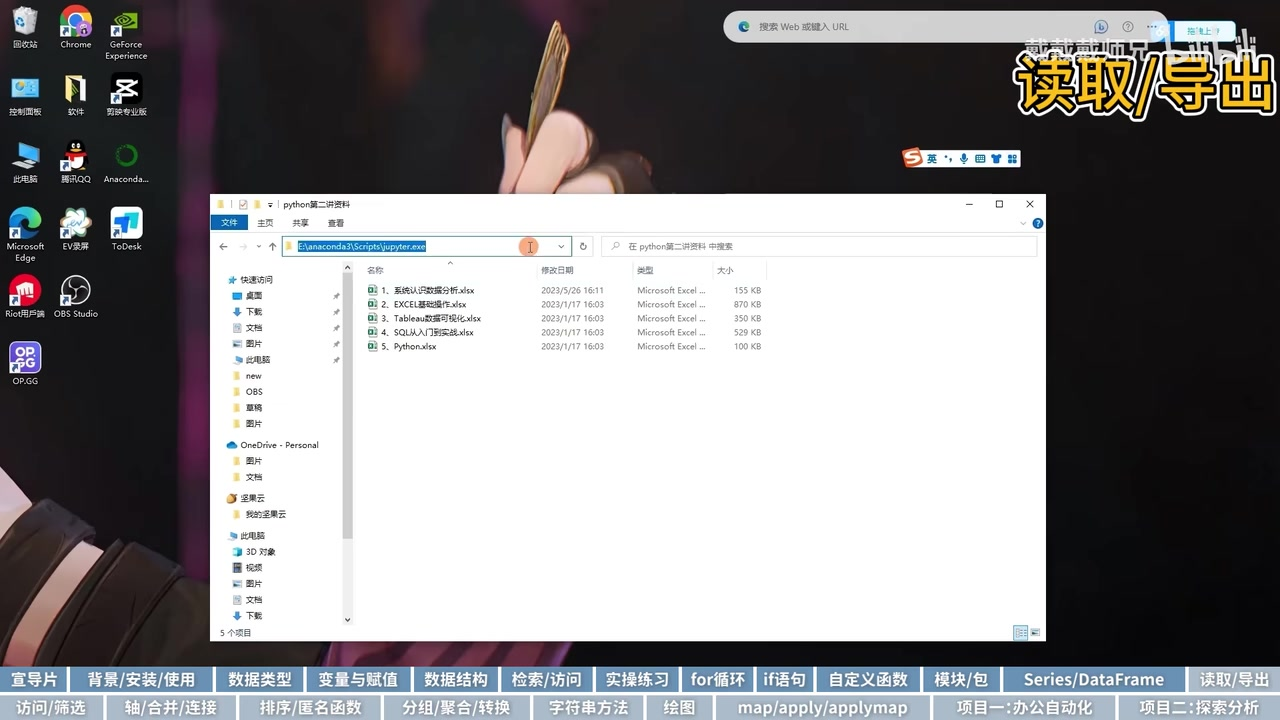 回收站
Chrome
GeForce
Experience
控制面板
软件
剪映专业版
此电脑
腾讯QQ
Anaconda...
Microsoft
Edge
EV录屏
ToDesk
Riot用戶端
OBS Studio
OP.GG
搜索 Web 或键入 URL
拖拽上传
戴戴戴师兄 bilibili
读取/导出
英
python第二讲资料
文件 主页 共享 查看
E:\anaconda3\Scripts\jupyter.exe
在 python第二讲资料 中搜索
名称 修改日期 类型 大小
1、系统认识数据分析.xlsx 2023/5/26 16:11 Microsoft Excel ... 155 KB
2、EXCEL基础操作.xlsx 2023/1/17 16:03 Microsoft Excel ... 870 KB
3、Tableau数据可视化.xlsx 2023/1/17 16:03 Microsoft Excel ... 350 KB
4、SQL从入门到实战.xlsx 2023/1/17 16:03 Microsoft Excel ... 529 KB
5、Python.xlsx 2023/1/17 16:03 Microsoft Excel ... 100 KB
快速访问
桌面
下载
文档
图片
此电脑
new
OBS
草稿
图片
OneDrive - Personal
图片
文档
坚果云
我的坚果云
此电脑
3D 对象
视频
图片
文档
下载
5 个项目
宣导片 背景/安装/使用 数据类型 变量与赋值 数据结构 检索/访问 实操练习 for循环 if语句 自定义函数 模块/包 Series/DataFrame 读取/导出
访问/筛选 轴/合并/连接 排序/匿名函数 分组/聚合/转换 字符串方法 绘图 map/apply/applymap 项目一:办公自动化 项目二:探索分析